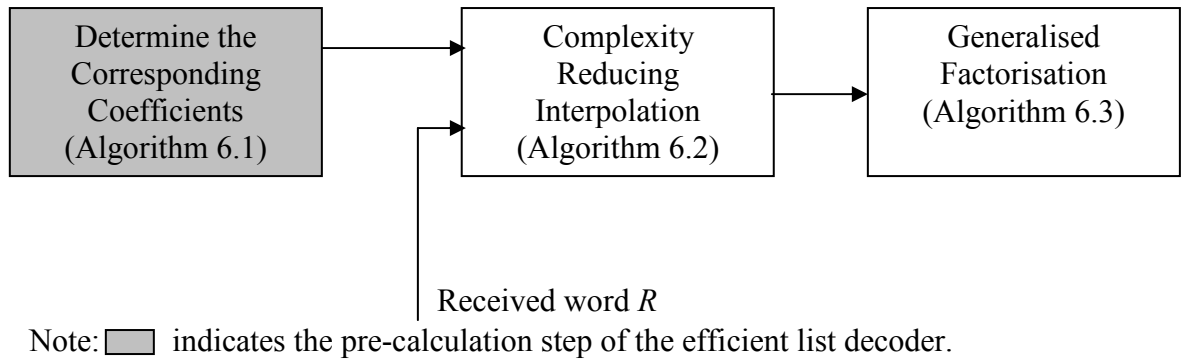 Determine the
Corresponding
Coefficients
(Algorithm 6.1)
Complexity
Reducing
Interpolation
(Algorithm 6.2)
Generalised
Factorisation
(Algorithm 6.3)
Received word R
Note: indicates the pre-calculation step of the efficient list decoder.